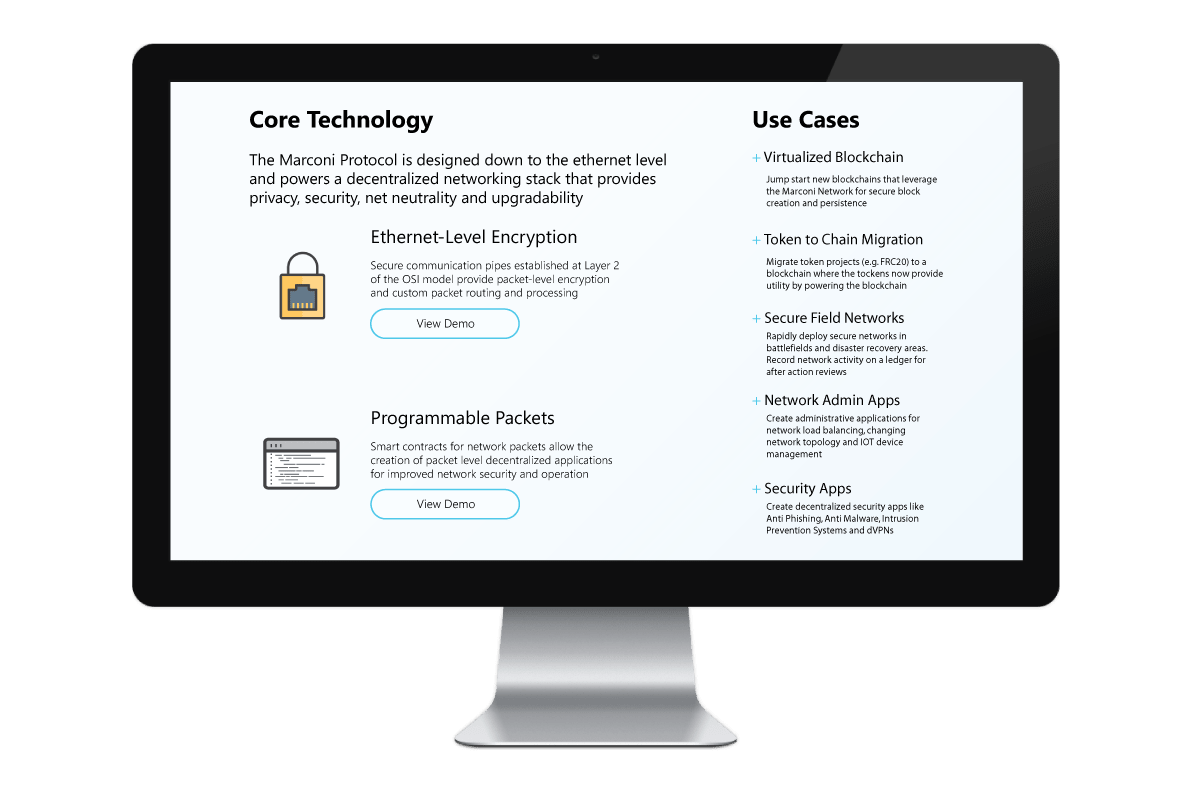 Core Technology
The Marconi Protocol is designed down to the ethernet level
and powers a decentralized networking stack that provides
privacy, security, net neutrality and upgradability
Ethernet-Level Encryption
Secure communication pipes established at Layer 2
of the OSI model provide packet-level encryption
and custom packet routing and processing
View Demo
Programmable Packets
Smart contracts for network packets allow the
creation of packet level decentralized applications
for improved network security and operation
View Demo
Use Cases
+ Virtualized Blockchain
Jump start new blockchains that leverage
the Marconi Network for secure block
creation and persistence
+ Token to Chain Migration
Migrate token projects (e.g. FRC20) to a
blockchain where the tockens now provide
utility by powering the blockchain
+ Secure Field Networks
Rapidly deploy secure networks in
battlefields and disaster recovery areas.
Record network activity on a ledger for
after action reviews
+ Network Admin Apps
Create administrative applications for
network load balancing, changing
network topology and IOT device
management
+ Security Apps
Create decentralized security apps like
Anti Phishing, Anti Malware, Intrusion
Prevention Systems and dVPNs